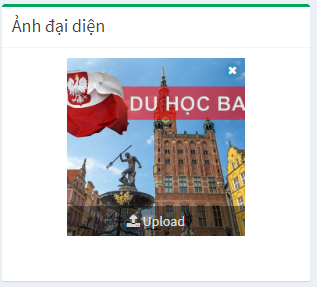 Ảnh đại diện
DU HỌC BA
Upload